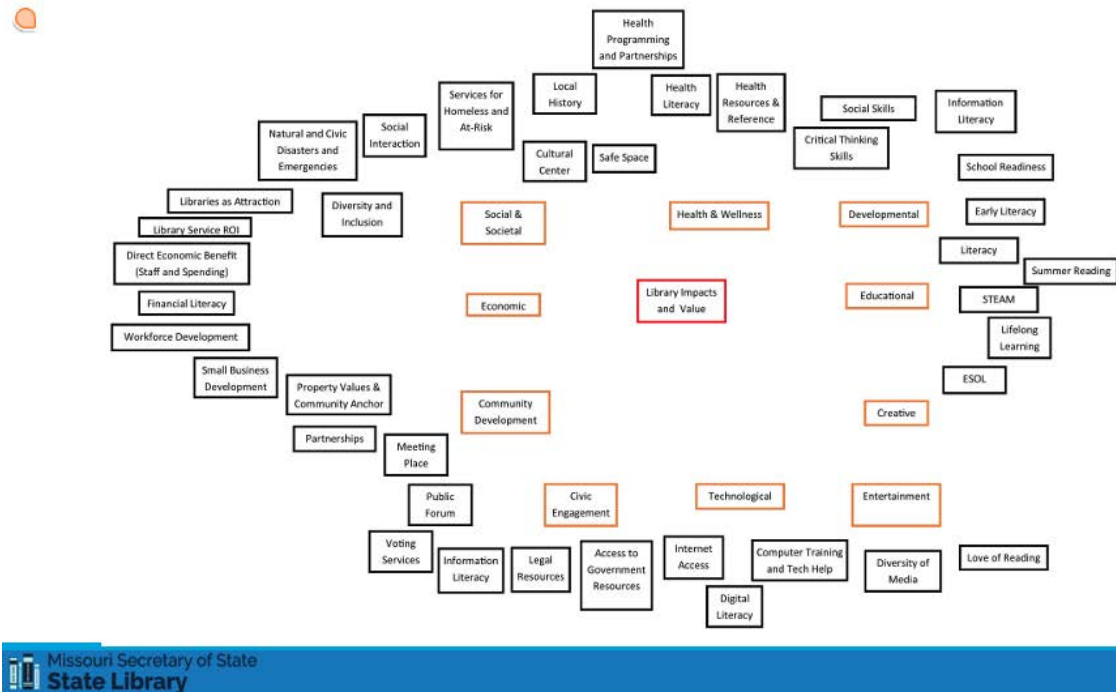 Health
Programming
and Partnerships
Local
History
Health
Literacy
Health
Resources &
Reference
Services for
Homeless and
At-Risk
Social Skills
Information
Literacy
Social
Interaction
Natural and Civic
Disasters and
Emergencies
Critical Thinking
Skills
Cultural
Center
Safe Space
School Readiness
Libraries as Attraction
Diversity and
Inclusion
Social &
Societal
Health & Wellness
Developmental
Early Literacy
Library Service ROI
Direct Economic Benefit
(Staff and Spending)
Literacy
Summer Reading
Financial Literacy
Economic
Library Impacts
and Value
Educational
STEAM
Workforce Development
Lifelong
Learning
Small Business
Development
Property Values &
Community Anchor
ESOL
Community
Development
Creative
Partnerships
Meeting
Place
Public
Forum
Civic
Engagement
Technological
Entertainment
Voting
Services
Information
Literacy
Legal
Resources
Access to
Government
Resources
Internet
Access
Computer Training
and Tech Help
Diversity of
Media
Love of Reading
Digital
Literacy
Missouri Secretary of State
State Library